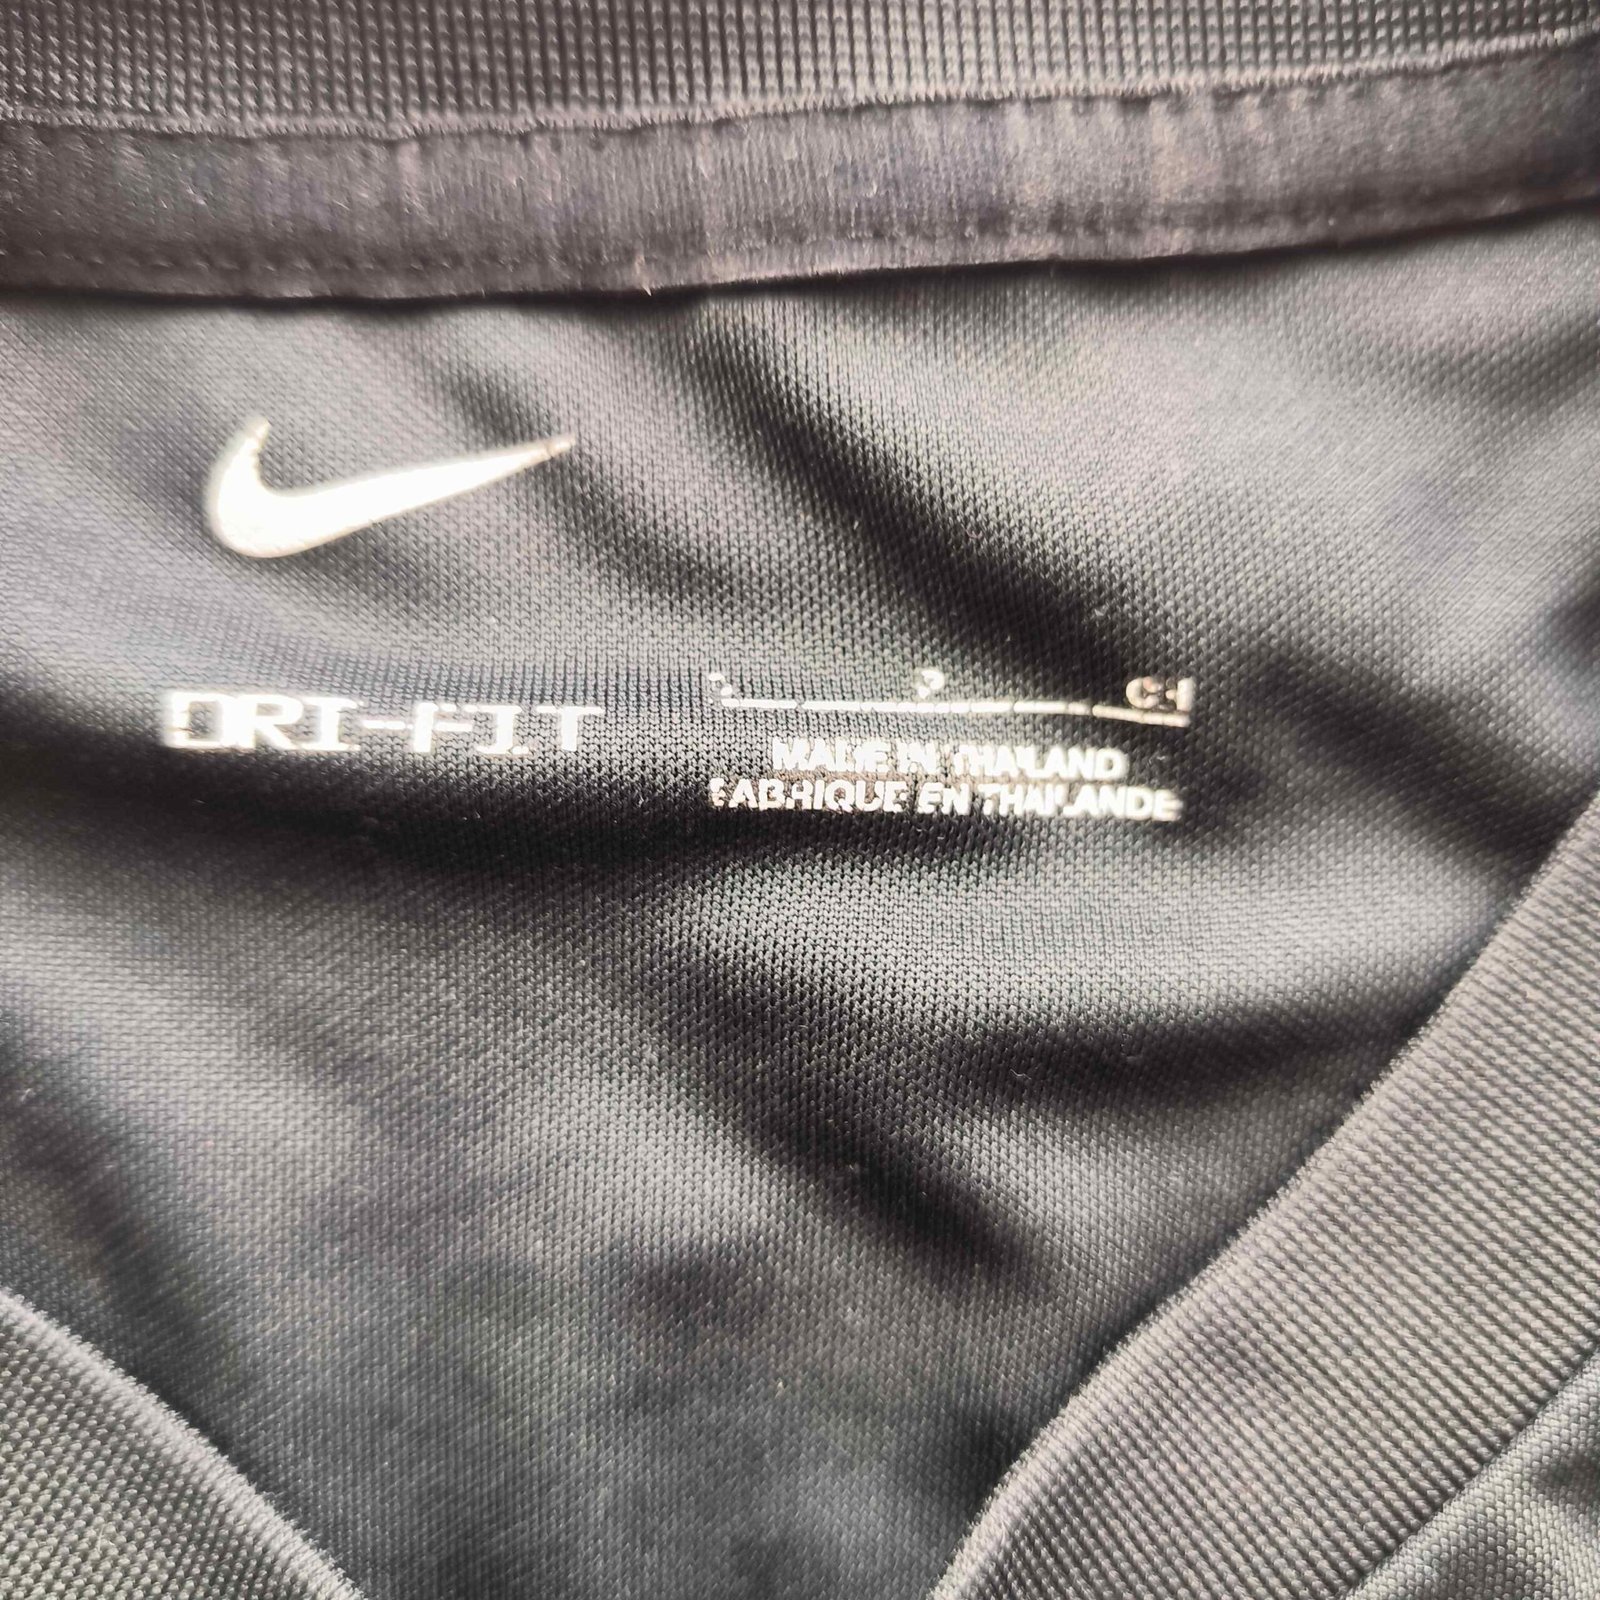 DRI-FIT
MADE IN THAILAND
FABRIQUE EN THAILANDE